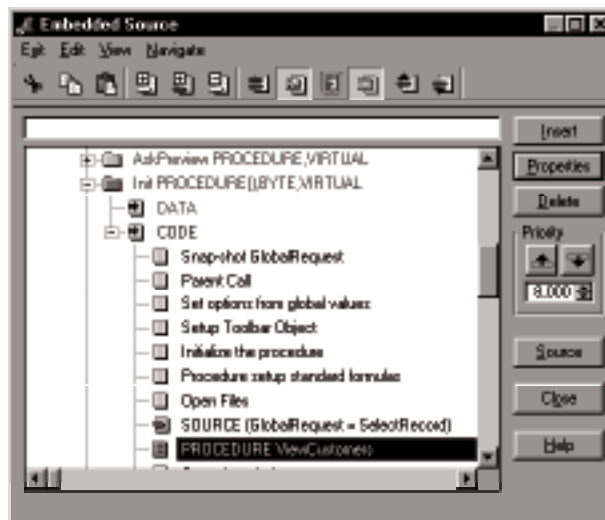 Embedded Source
Exit Edit View Navigate
Insert
Properties
Delete
Priority
8,000
Source
Close
Help
AskPreview PROCEDURE,VIRTUAL
Init PROCEDURE(),BYTE,VIRTUAL
DATA
CODE
Snap-shot GlobalRequest
Parent Call
Set options from global values
Setup Toolbar Object
Initialize the procedure
Procedure setup standard formulas
Open Files
SOURCE (GlobalRequest = SelectRecord)
PROCEDURE ViewCustomers